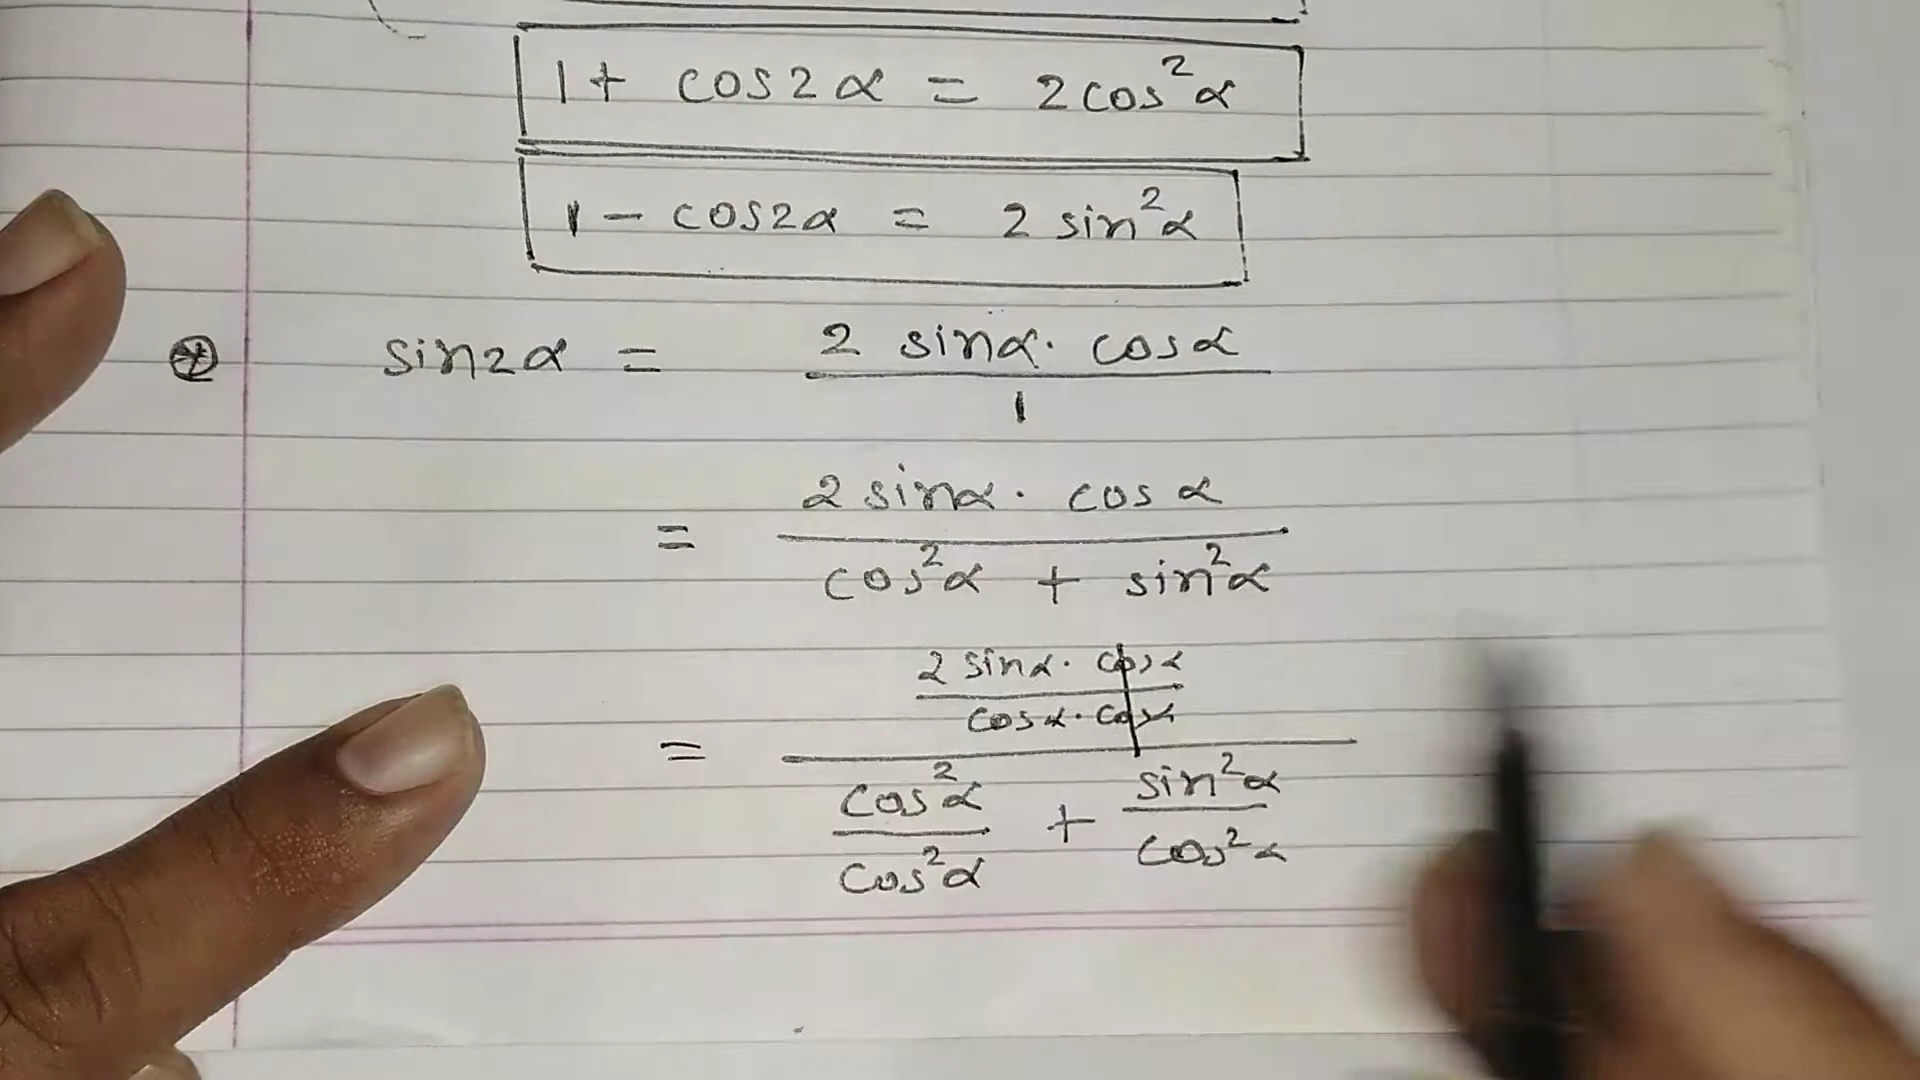 1 + cos2α = 2cos²α
1 - cos2α = 2 sin²α
⊛ sin2α = 2 sinα. cosα / 1
= 2 sinα. cos α / cos²α + sin²α
= 2 sinα. cosα / cosα. cosα / cos²α / cos²α + sin²α / cos²α